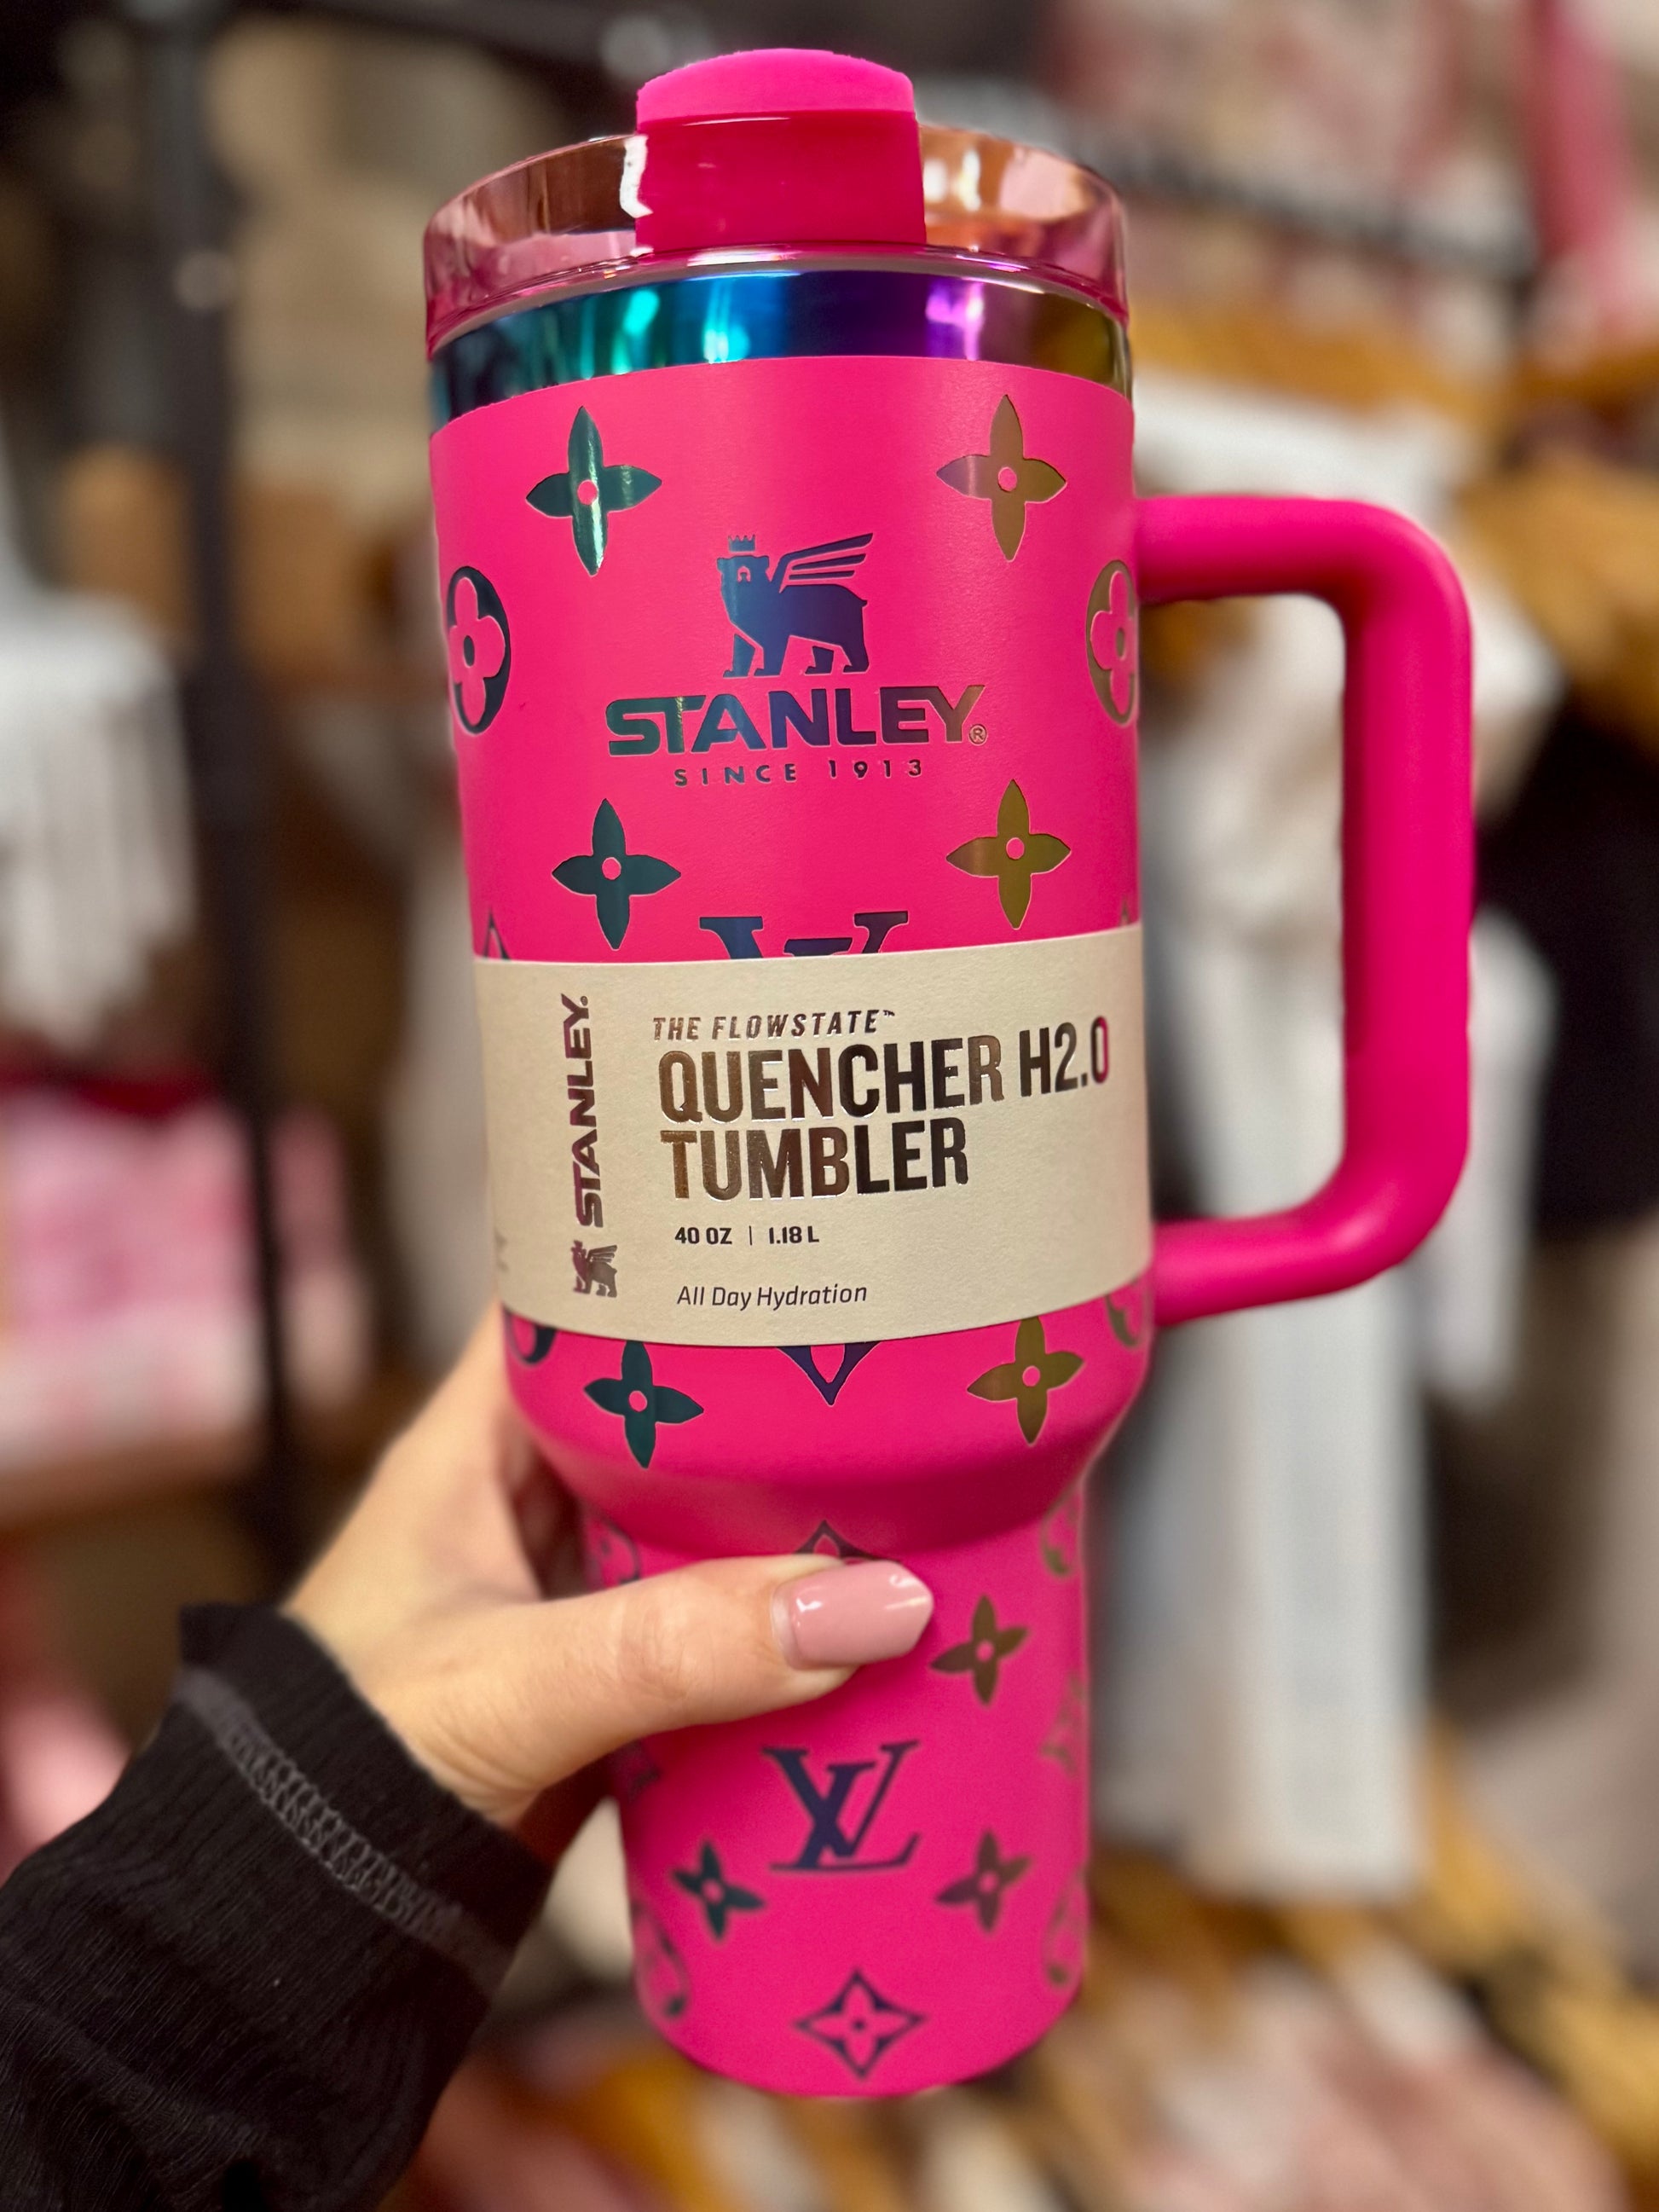 STANLEY®
SINCE 1913
STANLEY®
THE FLOWSTATE™
QUENCHER H2.0
TUMBLER
40 OZ | 1.18 L
All Day Hydration
LV